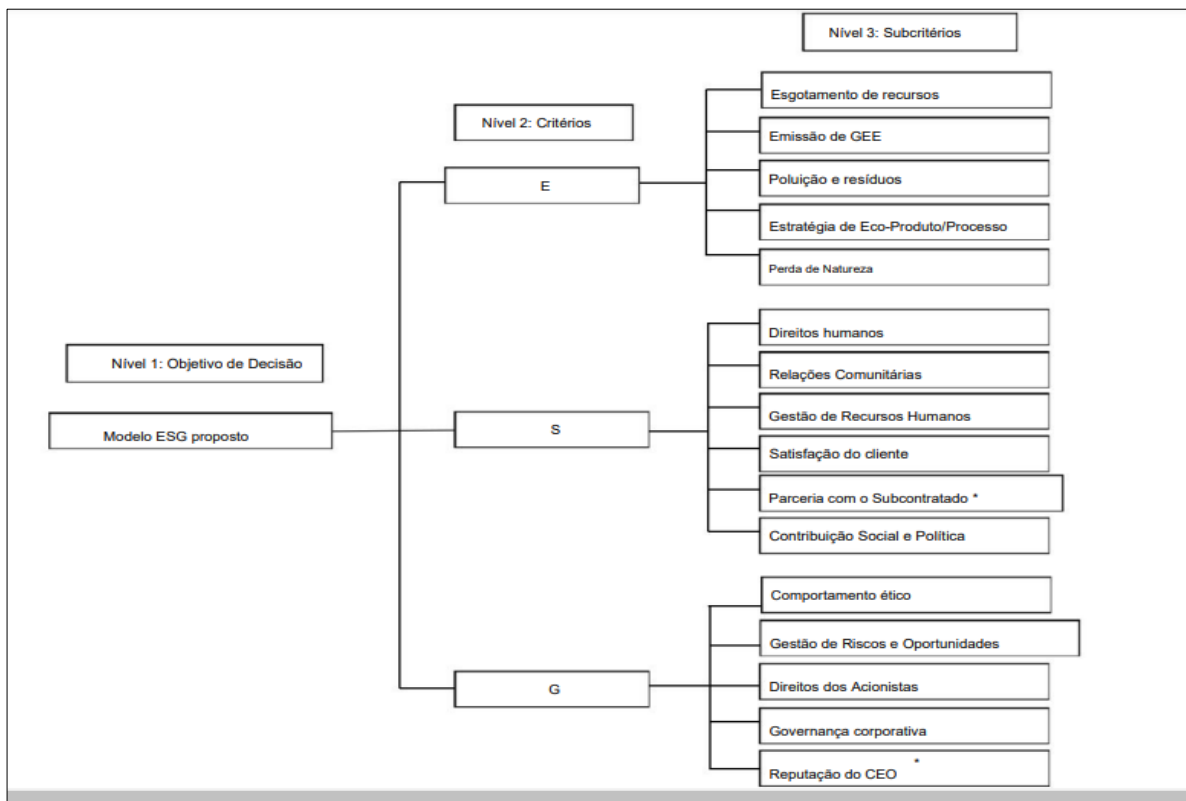 Nível 3: Subcritérios
Nível 2: Critérios
Nível 1: Objetivo de Decisão
Modelo ESG proposto
E
Esgotamento de recursos
Emissão de GEE
Poluição e resíduos
Estratégia de Eco-Produto/Processo
Perda de Natureza
S
Direitos humanos
Relações Comunitárias
Gestão de Recursos Humanos
Satisfação do cliente
Parceria com o Subcontratado *
Contribuição Social e Política
G
Comportamento ético
Gestão de Riscos e Oportunidades
Direitos dos Acionistas
Governança corporativa
Reputação do CEO *